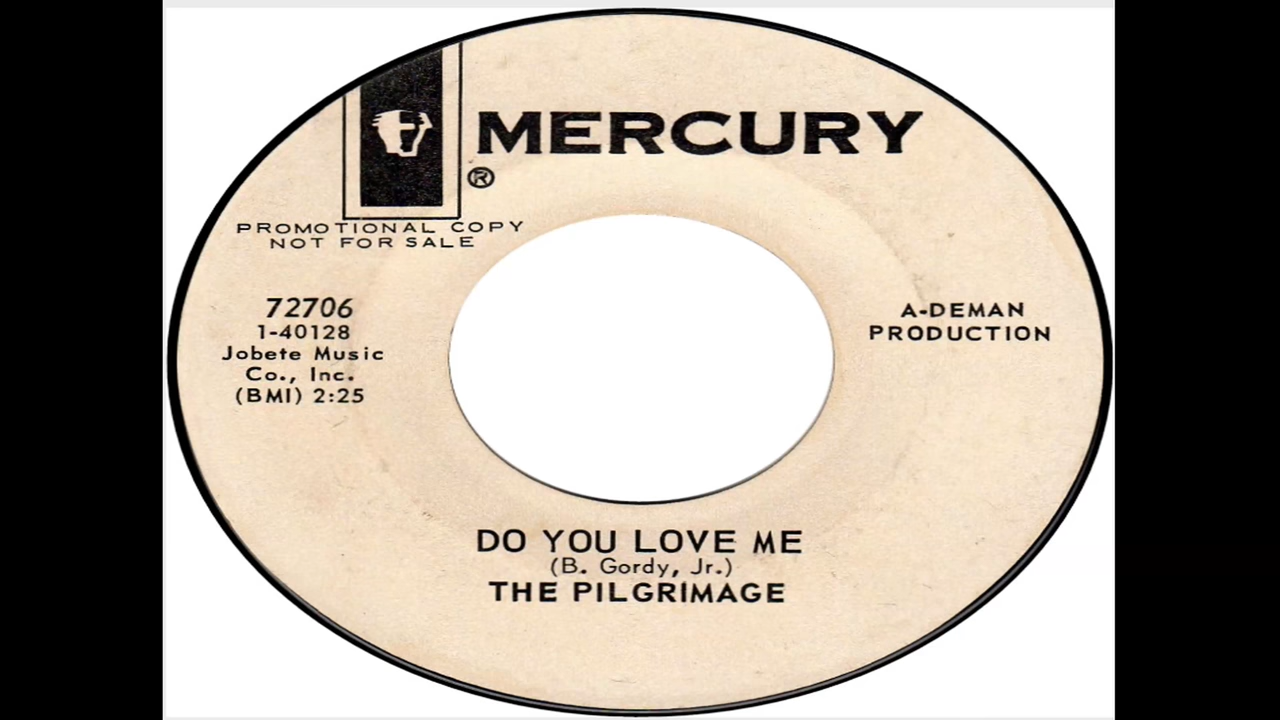 MERCURY
®
PROMOTIONAL COPY
NOT FOR SALE
72706
1-40128
Jobete Music
Co., Inc.
(BMI) 2:25
A-DEMAN
PRODUCTION
DO YOU LOVE ME
(B. Gordy, Jr.)
THE PILGRIMAGE